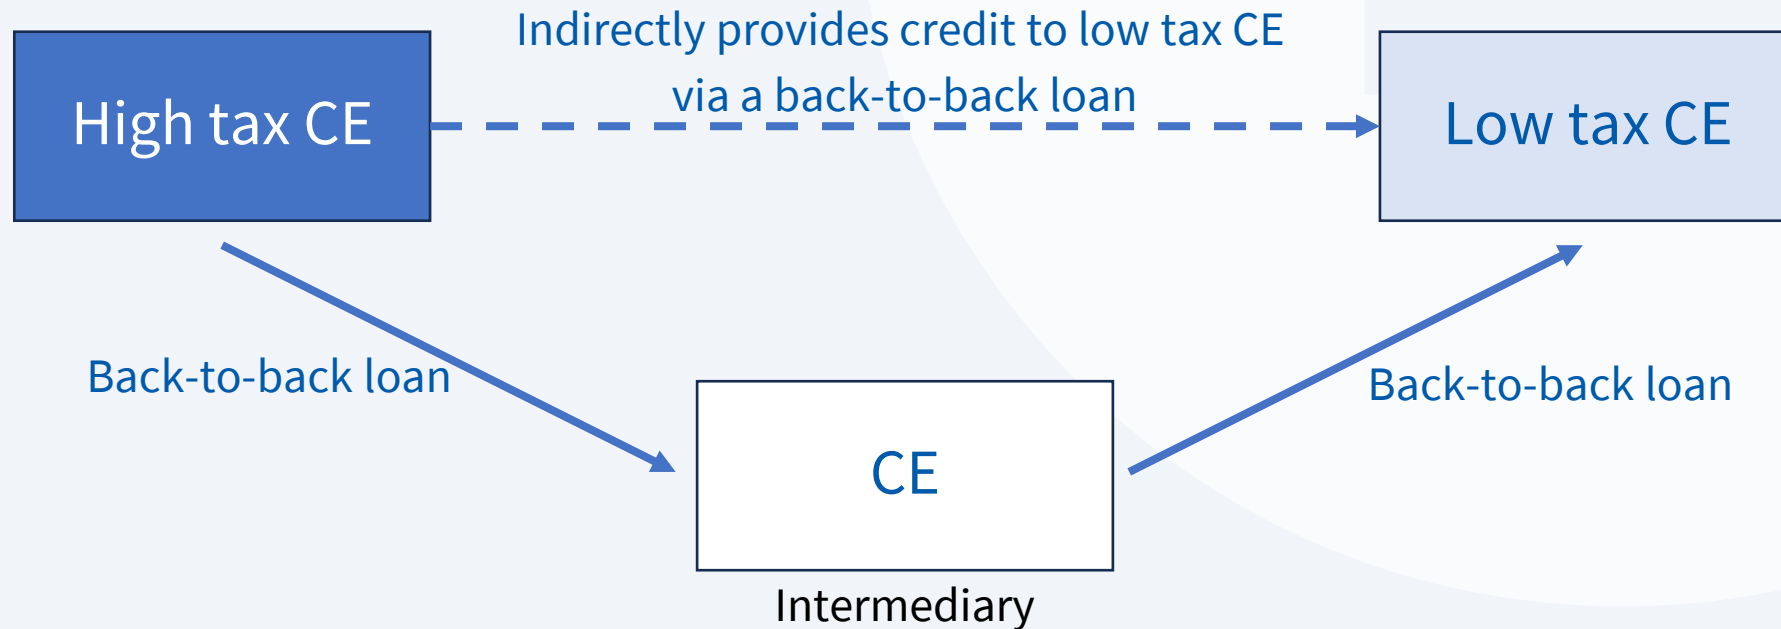 Indirectly provides credit to low tax CE
via a back-to-back loan
High tax CE
Low tax CE
Back-to-back loan
Back-to-back loan
CE
Intermediary